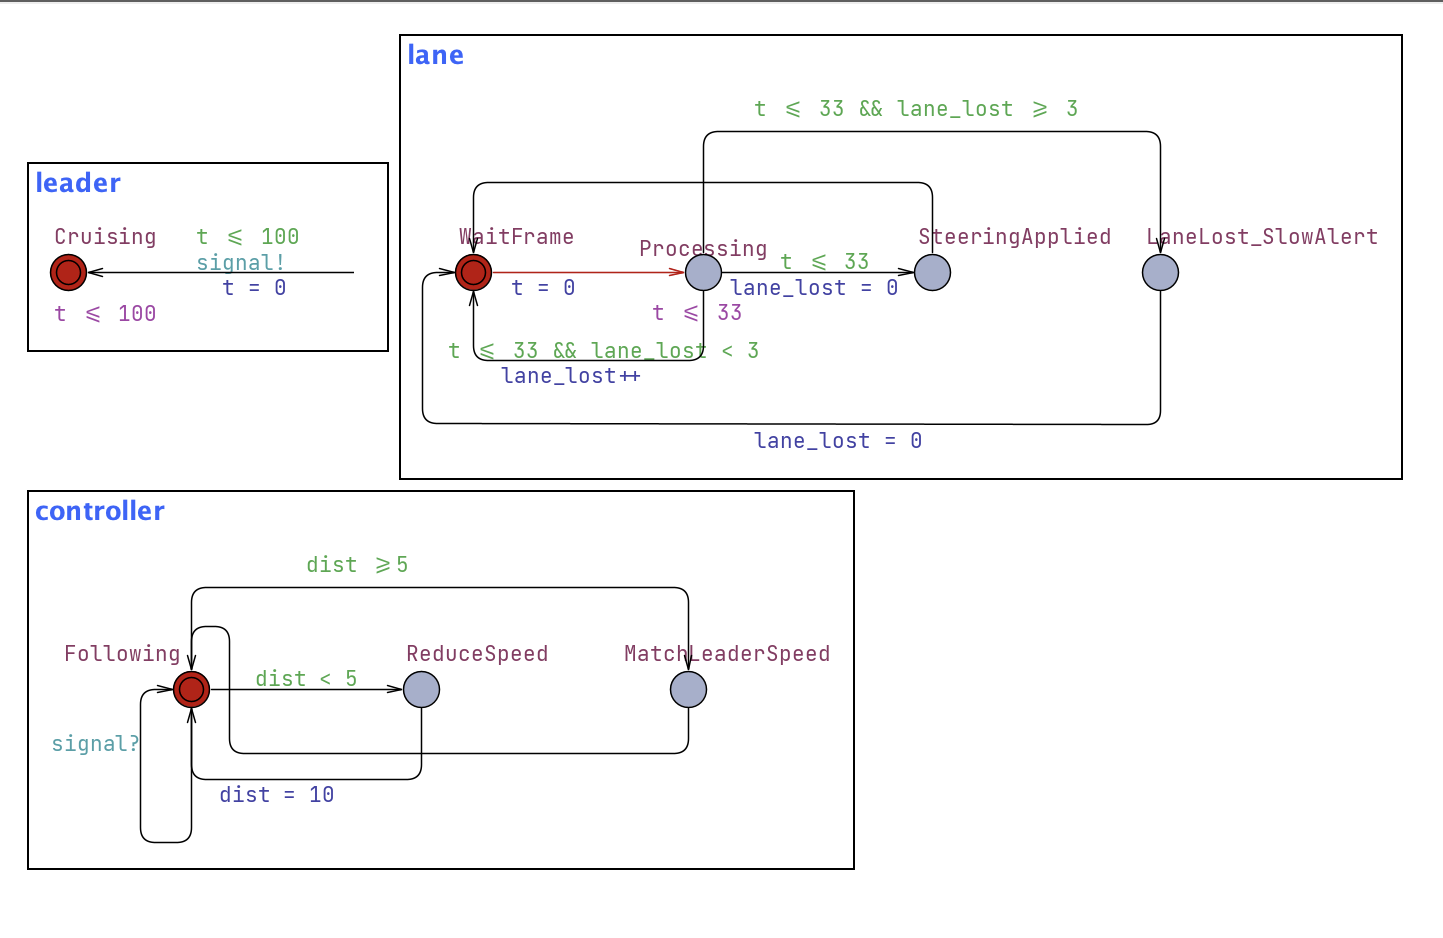 lane
t ≤ 33 && lane_lost ≥ 3
leader
Cruising
t ≤ 100
signal!
t = 0
t ≤ 100
WaitFrame
Processing
SteeringApplied
LaneLost_SlowAlert
t = 0
t ≤ 33
lane_lost = 0
t ≤ 33
t ≤ 33 && lane_lost < 3
lane_lost++
lane_lost = 0
controller
dist ≥5
Following
ReduceSpeed
MatchLeaderSpeed
dist < 5
signal?
dist = 10